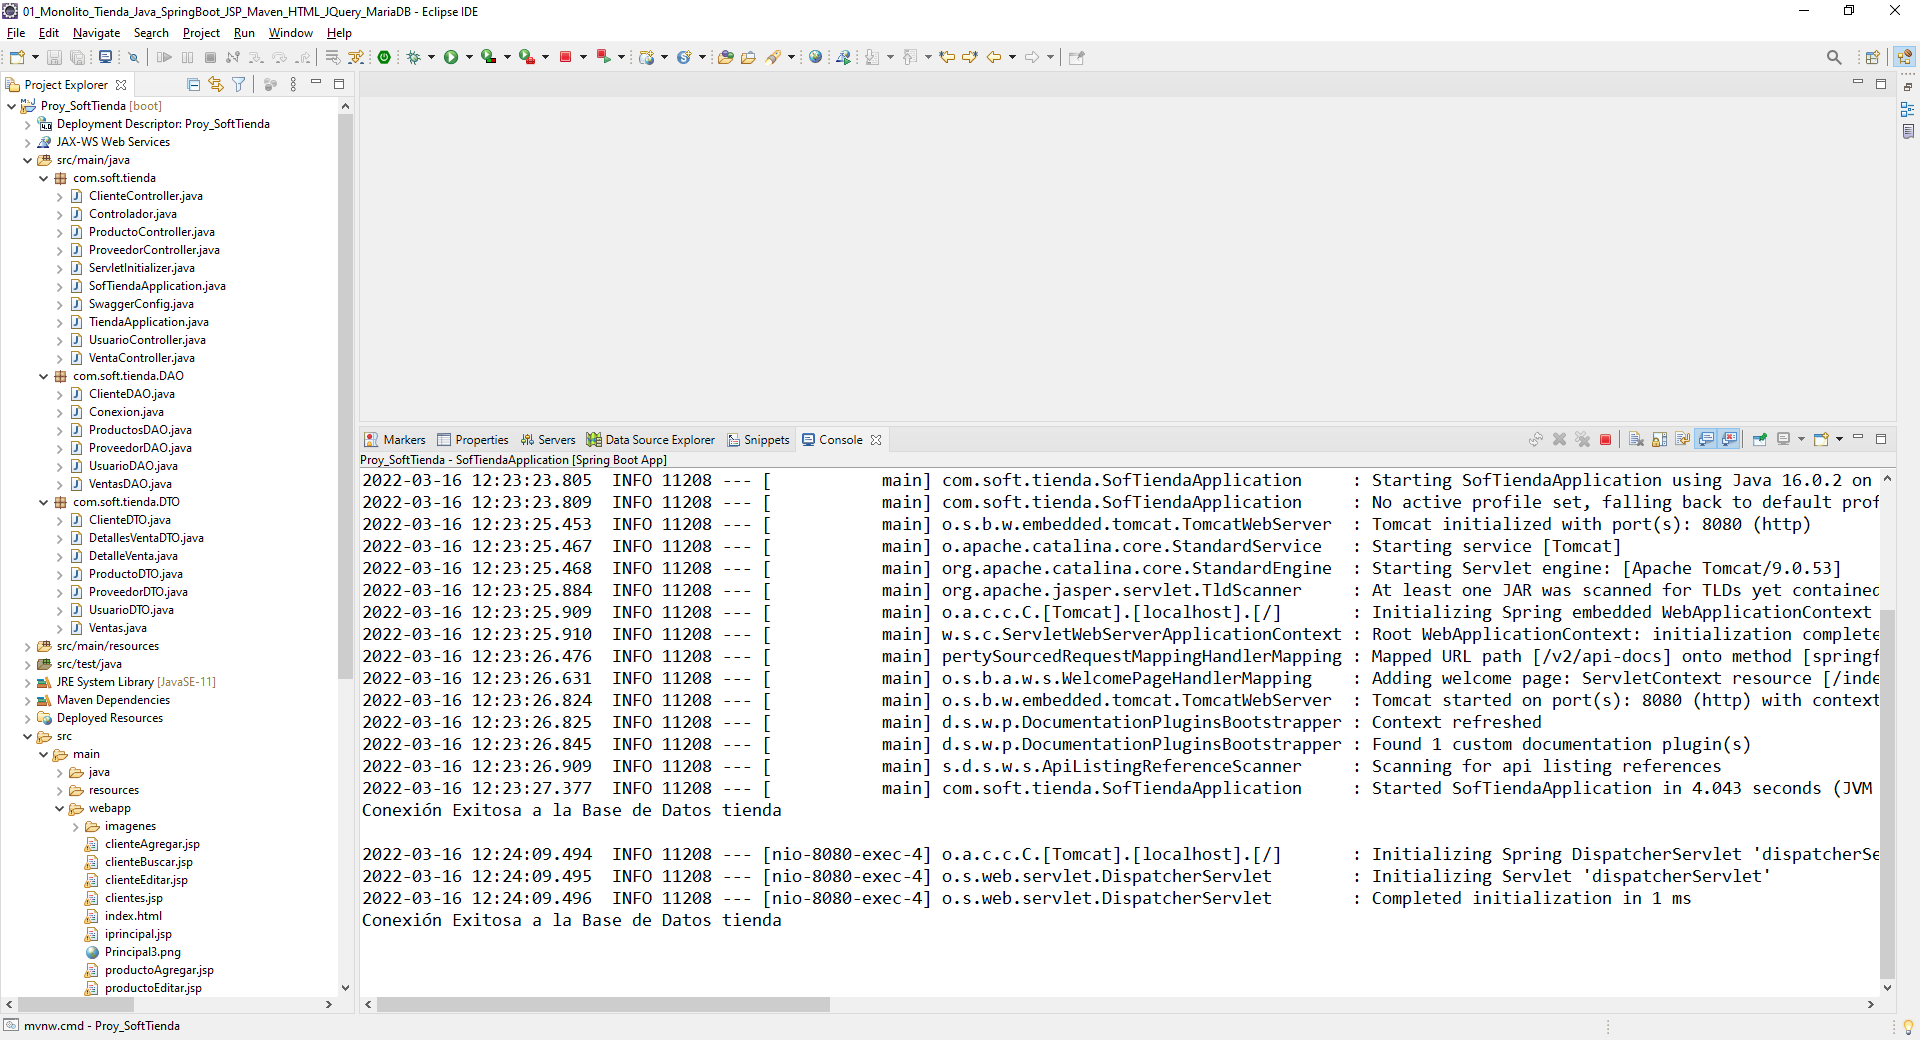 01_Monolito_Tienda_Java_SpringBoot_JSP_Maven_HTML_JQuery_MariaDB - Eclipse IDE
File Edit Navigate Search Project Run Window Help
Project Explorer
Proy_SoftTienda [boot]
Deployment Descriptor: Proy_SoftTienda
JAX-WS Web Services
src/main/java
com.soft.tienda
ClienteController.java
Controlador.java
ProductoController.java
ProveedorController.java
ServletInitializer.java
SofTiendaApplication.java
SwaggerConfig.java
TiendaApplication.java
UsuarioController.java
VentaController.java
com.soft.tienda.DAO
ClienteDAO.java
Conexion.java
ProductosDAO.java
ProveedorDAO.java
UsuarioDAO.java
VentasDAO.java
com.soft.tienda.DTO
ClienteDTO.java
DetallesVentaDTO.java
DetalleVenta.java
ProductoDTO.java
ProveedorDTO.java
UsuarioDTO.java
Ventas.java
src/main/resources
src/test/java
JRE System Library [JavaSE-11]
Maven Dependencies
Deployed Resources
src
main
java
resources
webapp
imagenes
clienteAgregar.jsp
clienteBuscar.jsp
clienteEditar.jsp
clientes.jsp
index.html
iprincipal.jsp
Principal3.png
productoAgregar.jsp
productoEditar.jsp
Markers Properties Servers Data Source Explorer Snippets Console
Proy_SoftTienda - SofTiendaApplication [Spring Boot App]
2022-03-16 12:23:23.805  INFO 11208 --- [           main] com.soft.tienda.SofTiendaApplication     : Starting SofTiendaApplication using Java 16.0.2 on
2022-03-16 12:23:23.809  INFO 11208 --- [           main] com.soft.tienda.SofTiendaApplication     : No active profile set, falling back to default prof
2022-03-16 12:23:25.453  INFO 11208 --- [           main] o.s.b.w.embedded.tomcat.TomcatWebServer  : Tomcat initialized with port(s): 8080 (http)
2022-03-16 12:23:25.467  INFO 11208 --- [           main] o.apache.catalina.core.StandardService   : Starting service [Tomcat]
2022-03-16 12:23:25.468  INFO 11208 --- [           main] org.apache.catalina.core.StandardEngine  : Starting Servlet engine: [Apache Tomcat/9.0.53]
2022-03-16 12:23:25.884  INFO 11208 --- [           main] org.apache.jasper.servlet.TldScanner     : At least one JAR was scanned for TLDs yet contained
2022-03-16 12:23:25.909  INFO 11208 --- [           main] o.a.c.c.C.[Tomcat].[localhost].[/]       : Initializing Spring embedded WebApplicationContext
2022-03-16 12:23:25.910  INFO 11208 --- [           main] w.s.c.ServletWebServerApplicationContext : Root WebApplicationContext: initialization complete
2022-03-16 12:23:26.476  INFO 11208 --- [           main] pertySourcedRequestMappingHandlerMapping : Mapped URL path [/v2/api-docs] onto method [springf
2022-03-16 12:23:26.631  INFO 11208 --- [           main] o.s.b.a.w.s.WelcomePageHandlerMapping    : Adding welcome page: ServletContext resource [/inde
2022-03-16 12:23:26.824  INFO 11208 --- [           main] o.s.b.w.embedded.tomcat.TomcatWebServer  : Tomcat started on port(s): 8080 (http) with context
2022-03-16 12:23:26.825  INFO 11208 --- [           main] d.s.w.p.DocumentationPluginsBootstrapper : Context refreshed
2022-03-16 12:23:26.845  INFO 11208 --- [           main] d.s.w.p.DocumentationPluginsBootstrapper : Found 1 custom documentation plugin(s)
2022-03-16 12:23:26.909  INFO 11208 --- [           main] s.d.s.w.s.ApiListingReferenceScanner     : Scanning for api listing references
2022-03-16 12:23:27.377  INFO 11208 --- [           main] com.soft.tienda.SofTiendaApplication     : Started SofTiendaApplication in 4.043 seconds (JVM
Conexión Exitosa a la Base de Datos tienda
2022-03-16 12:24:09.494  INFO 11208 --- [nio-8080-exec-4] o.a.c.c.C.[Tomcat].[localhost].[/]       : Initializing Spring DispatcherServlet 'dispatcherSe
2022-03-16 12:24:09.495  INFO 11208 --- [nio-8080-exec-4] o.s.web.servlet.DispatcherServlet        : Initializing Servlet 'dispatcherServlet'
2022-03-16 12:24:09.496  INFO 11208 --- [nio-8080-exec-4] o.s.web.servlet.DispatcherServlet        : Completed initialization in 1 ms
Conexión Exitosa a la Base de Datos tienda
mvnw.cmd - Proy_SoftTienda